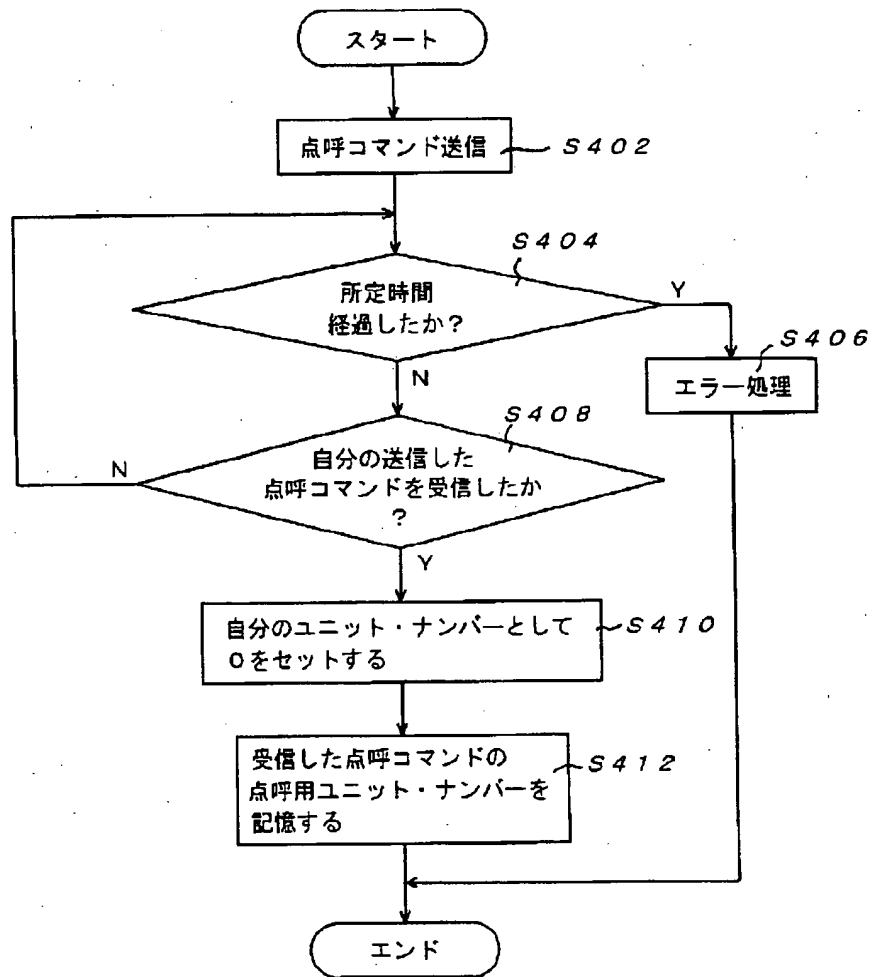 スタート
点呼コマンド送信
S402
S404
所定時間
経過したか?
Y
S406
エラー処理
N
S408
自分の送信した
点呼コマンドを受信したか
?
N
Y
自分のユニット・ナンバーとして
0をセットする
S410
受信した点呼コマンドの
点呼用ユニット・ナンバーを
記憶する
S412
エンド